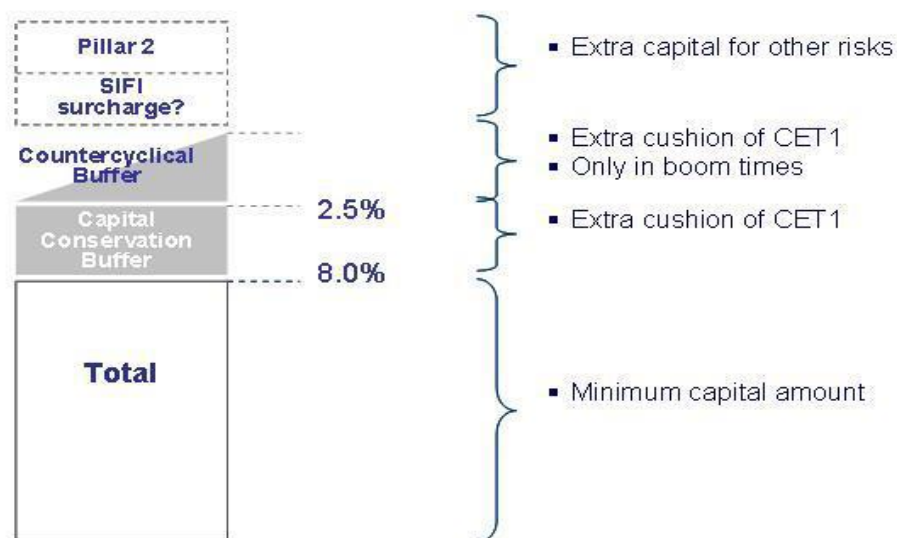 Pillar 2
SIFI
surcharge?
Countercyclical
Buffer
2.5%
Capital
Conservation
Buffer
8.0%
Total
▪ Extra capital for other risks
▪ Extra cushion of CET1
▪ Only in boom times
▪ Extra cushion of CET1
▪ Minimum capital amount